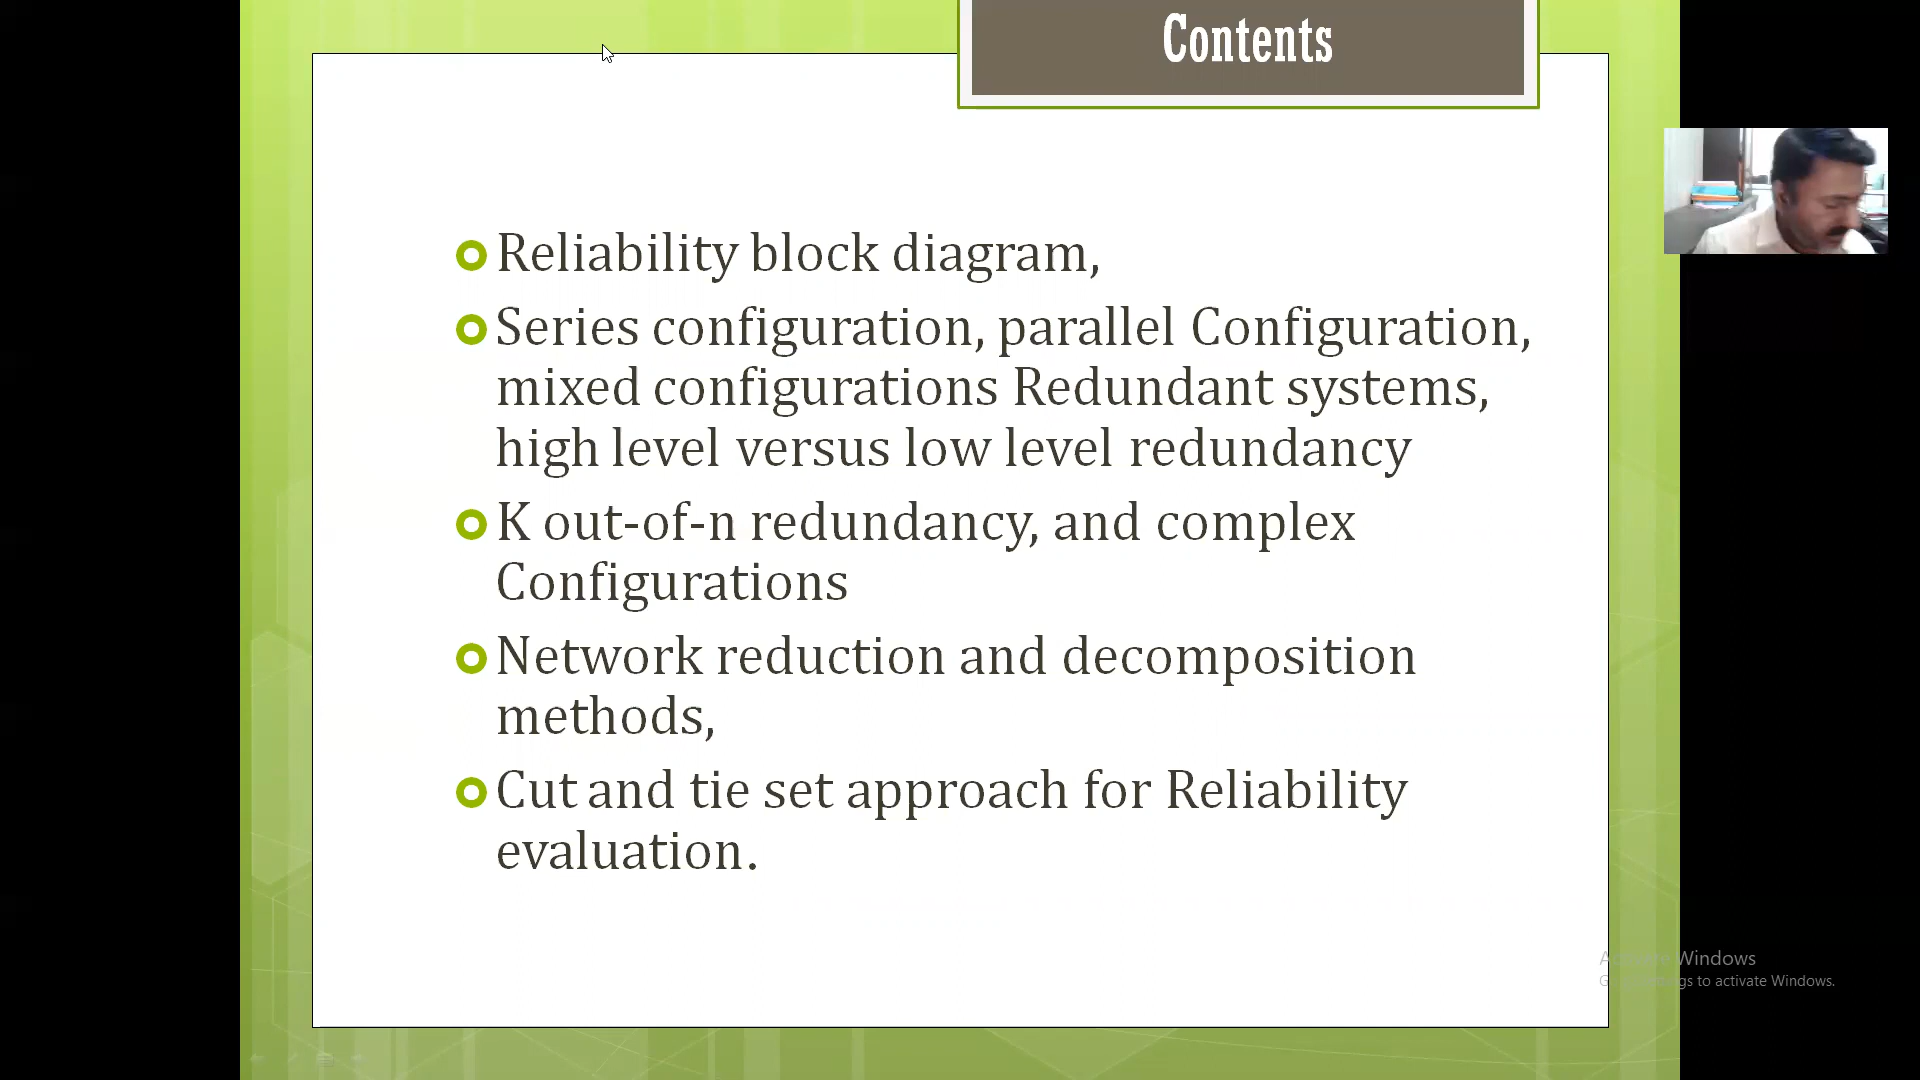 Contents
Reliability block diagram,
Series configuration, parallel Configuration,
mixed configurations Redundant systems,
high level versus low level redundancy
K out-of-n redundancy, and complex
Configurations
Network reduction and decomposition
methods,
Cut and tie set approach for Reliability
evaluation.
Activate Windows
Go to Settings to activate Windows.